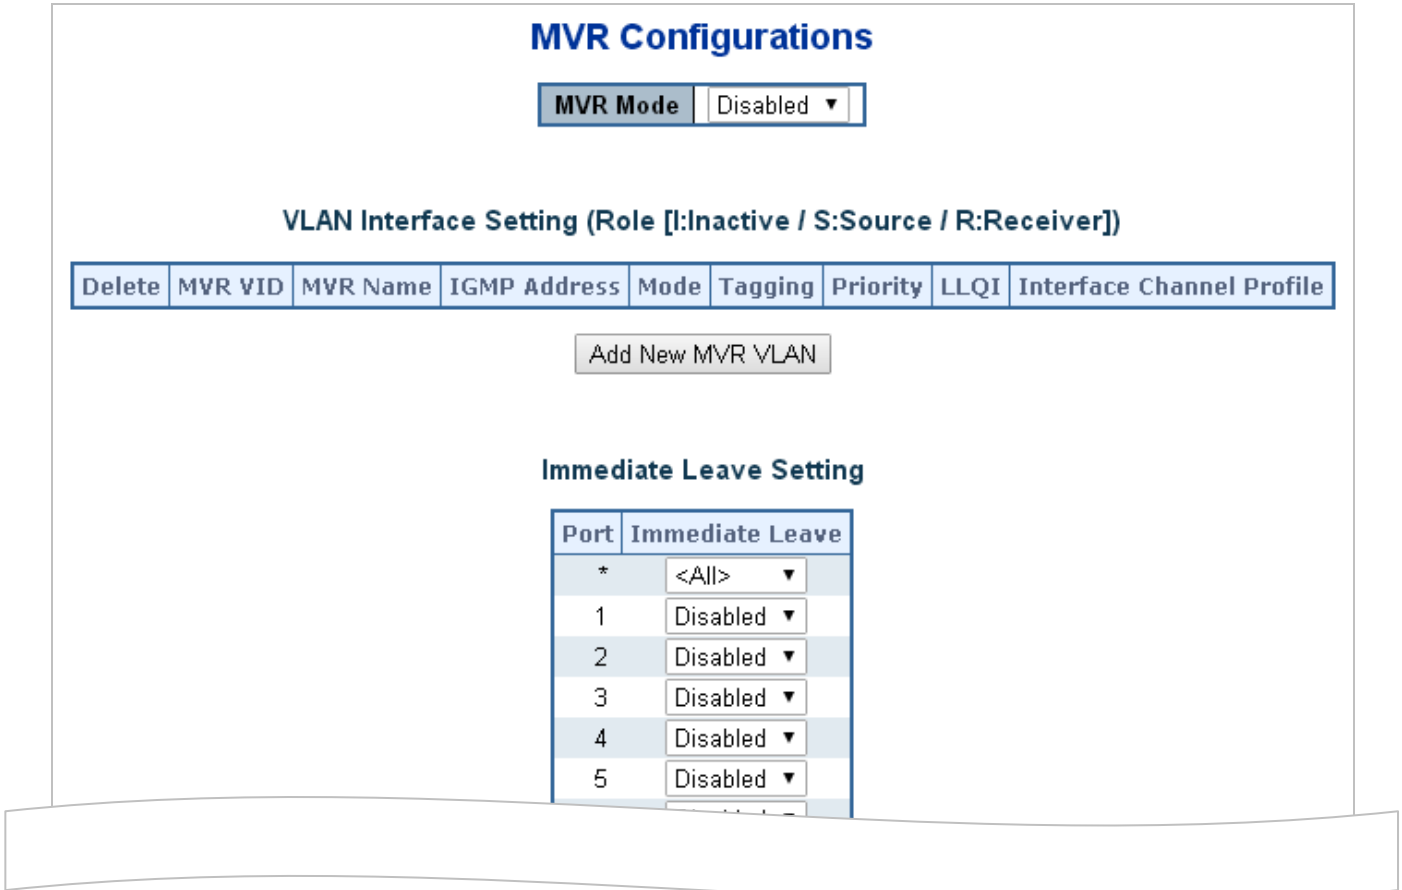 MVR Configurations
MVR Mode Disabled
VLAN Interface Setting (Role [I:Inactive / S:Source / R:Receiver])
Delete MVR VID MVR Name IGMP Address Mode Tagging Priority LLQI Interface Channel Profile
Add New MVR VLAN
Immediate Leave Setting
Port Immediate Leave
* <All>
1 Disabled
2 Disabled
3 Disabled
4 Disabled
5 Disabled